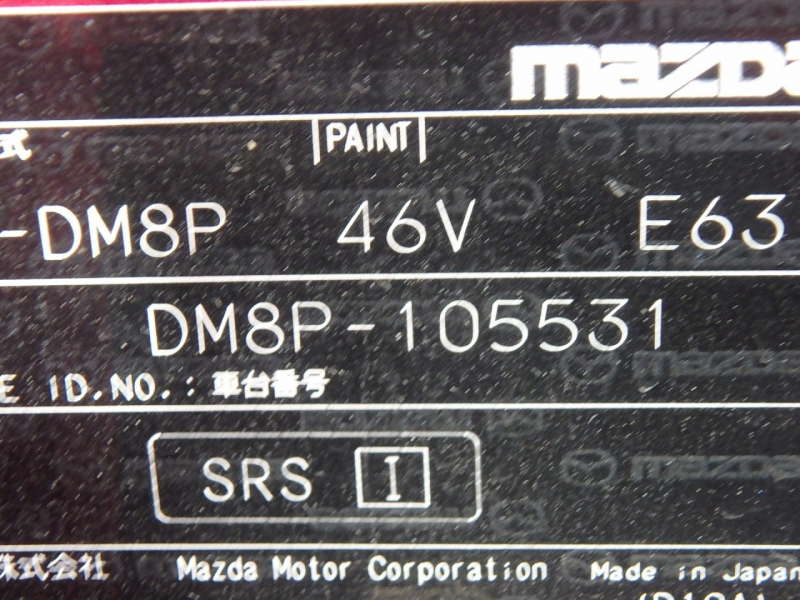 mazda
式 PAINT
-DM8P 46V E63
DM8P-105531
E ID.NO.: 車台番号
SRS I
株式会社 Mazda Motor Corporation Made in Japan